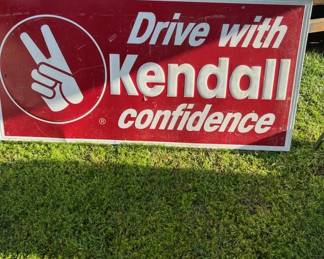 Drive with
Kendall
confidence
®